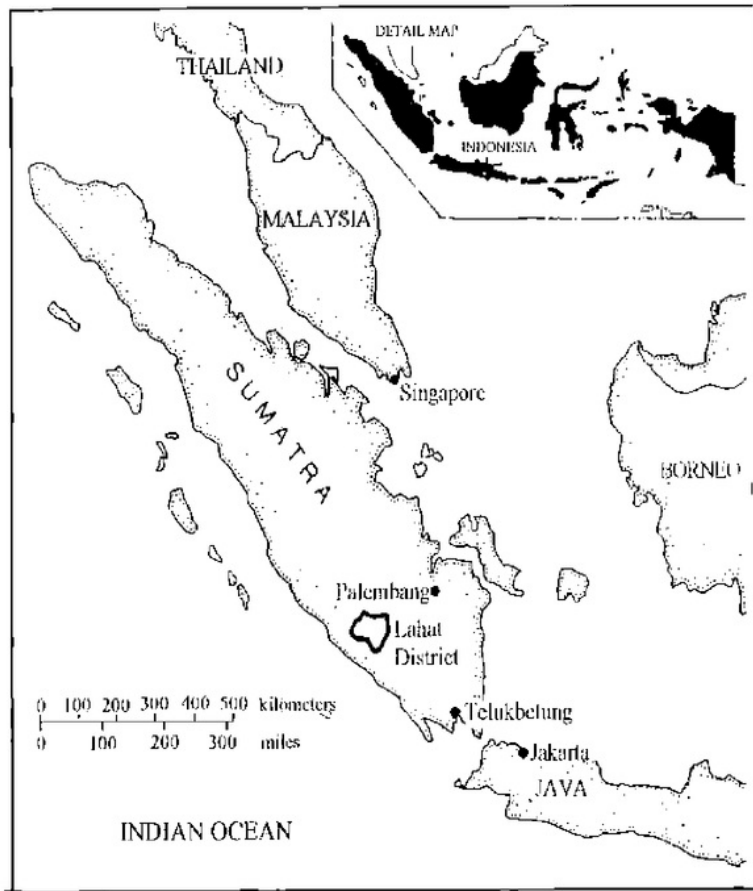 DETAIL MAP
THAILAND
INDONESIA
MALAYSIA
Singapore
SUMATRA
BORNEO
Palembang
Lahat
District
0 100 200 300 400 500 kilometers
0 100 200 300 miles
Telukbetung
Jakarta
JAVA
INDIAN OCEAN